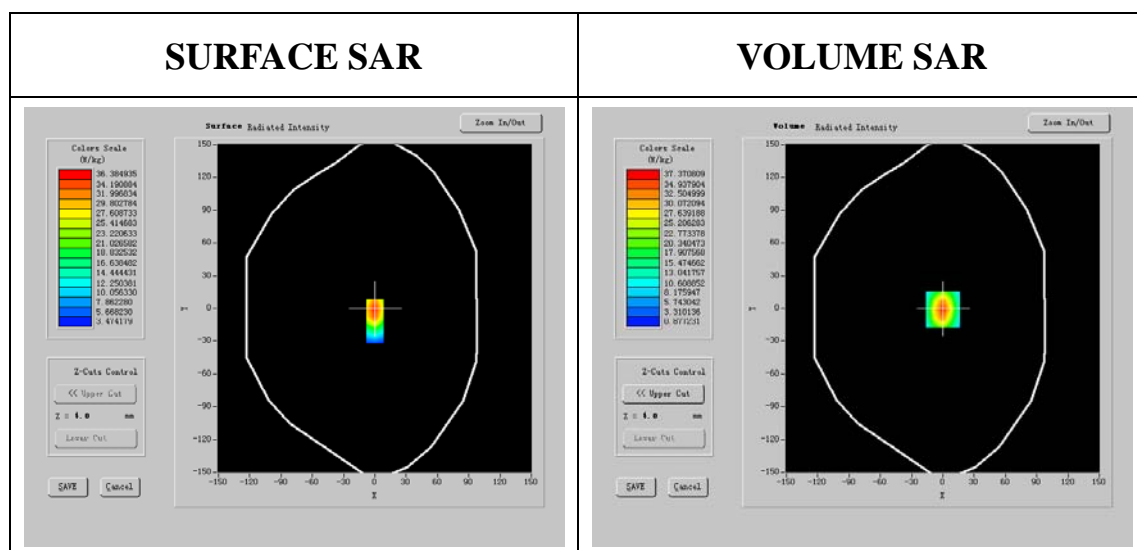 SURFACE SAR
VOLUME SAR
Surface Radiated Intensity
Zoom In/Out
Colors Scale
(W/kg)
36.384935
34.190884
31.996834
29.802784
27.608733
25.414683
23.220633
21.026582
18.832532
16.638482
14.444431
12.250381
10.056330
7.862280
5.668230
3.474179
150
120
90
60
30
0
-30
-60
-90
-120
-150
Y
-150 -120 -90 -60 -30 0 30 60 90 120 150
X
Z-Cuts Control
<< Upper Cut
Z = 4.0 mm
Lower Cut
SAVE Cancel
Volume Radiated Intensity
Zoom In/Out
Colors Scale
(W/kg)
37.370809
34.937904
32.504999
30.072094
27.639188
25.206283
22.773378
20.340473
17.907568
15.474662
13.041757
10.608852
8.175947
5.743042
3.310136
0.877231
150
120
90
60
30
0
-30
-60
-90
-120
-150
Y
-150 -120 -90 -60 -30 0 30 60 90 120 150
X
Z-Cuts Control
<< Upper Cut
Z = 4.0 mm
Lower Cut
SAVE Cancel